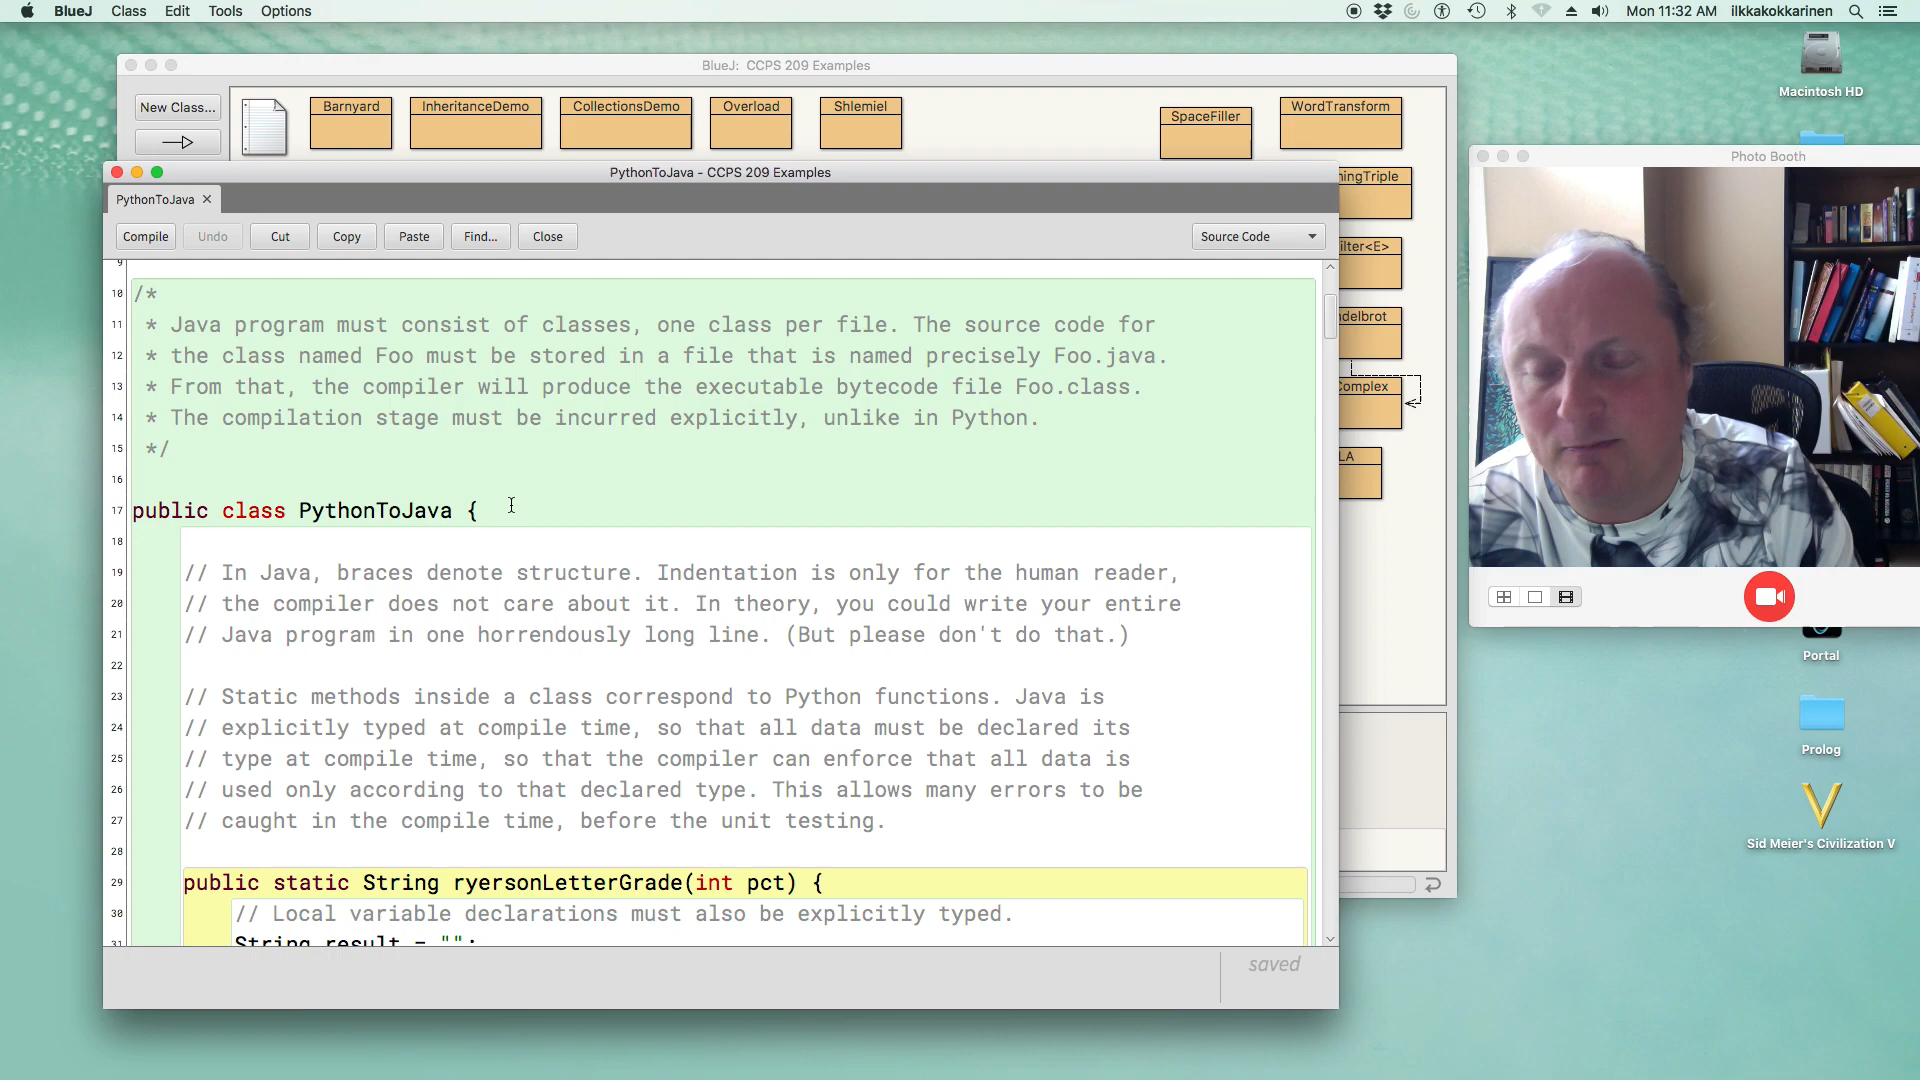 BlueJ Class Edit Tools Options
Mon 11:32 AM ilkkakokkarinen
BlueJ: CCPS 209 Examples
New Class...
Barnyard
InheritanceDemo
CollectionsDemo
Overload
Shlemiel
SpaceFiller
WordTransform
Macintosh HD
PythonToJava - CCPS 209 Examples
PythonToJava
Compile Undo Cut Copy Paste Find... Close
Source Code
9
10 /*
11 * Java program must consist of classes, one class per file. The source code for
12 * the class named Foo must be stored in a file that is named precisely Foo.java.
13 * From that, the compiler will produce the executable bytecode file Foo.class.
14 * The compilation stage must be incurred explicitly, unlike in Python.
15 */
16
17 public class PythonToJava {
18
19 // In Java, braces denote structure. Indentation is only for the human reader,
20 // the compiler does not care about it. In theory, you could write your entire
21 // Java program in one horrendously long line. (But please don't do that.)
22
23 // Static methods inside a class correspond to Python functions. Java is
24 // explicitly typed at compile time, so that all data must be declared its
25 // type at compile time, so that the compiler can enforce that all data is
26 // used only according to that declared type. This allows many errors to be
27 // caught in the compile time, before the unit testing.
28
29 public static String ryersonLetterGrade(int pct) {
30 // Local variable declarations must also be explicitly typed.
31 String result = "";
saved
ningTriple
ilter<E>
ndelbrot
Complex
LA
Photo Booth
Portal
Prolog
Sid Meier's Civilization V